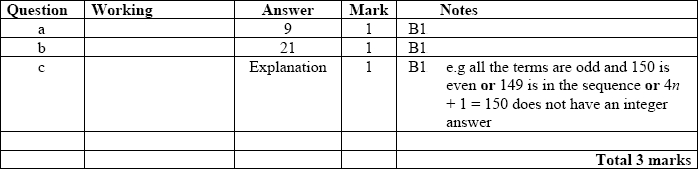 Question Working Answer Mark Notes
a 9 1 B1
b 21 1 B1
c Explanation 1 B1 e.g all the terms are odd and 150 is
even or 149 is in the sequence or 4n
+ 1 = 150 does not have an integer
answer
Total 3 marks